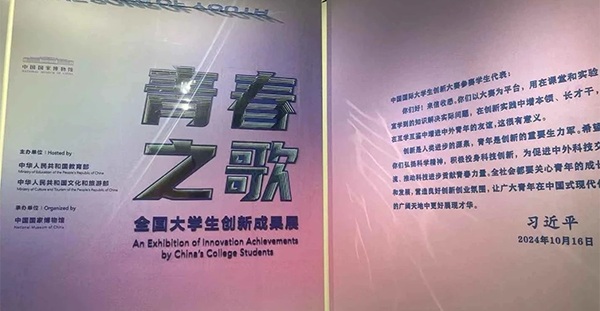 中国国家博物馆
NATIONAL MUSEUM OF CHINA
青春
之歌
主办单位：Hosted by
中华人民共和国教育部
Ministry of Education of the People's Republic of China
中华人民共和国文化和旅游部
Ministry of Culture and Tourism of the People's Republic of China
承办单位：Organized by
中国国家博物馆
National Museum of China
全国大学生创新成果展
An Exhibition of Innovation Achievements
by China's College Students
中国国际大学生创新大赛参赛学生代表：
你们好！来信收悉。你们以大赛为平台，用在课堂和实验
室学到的知识解决实际问题，在创新实践中增本领、长才干，
在互学互鉴中增进中外青年的友谊，这很有意义。
创新是人类进步的源泉，青年是创新的重要生力军。希望
你们弘扬科学精神，积极投身科技创新，为促进中外科技交
流、推动科技进步贡献青春力量。全社会都要关心青年的成长
和发展，营造良好创新创业氛围，让广大青年在中国式现代化
的广阔天地中更好展现才华。
习近平
2024年10月16日